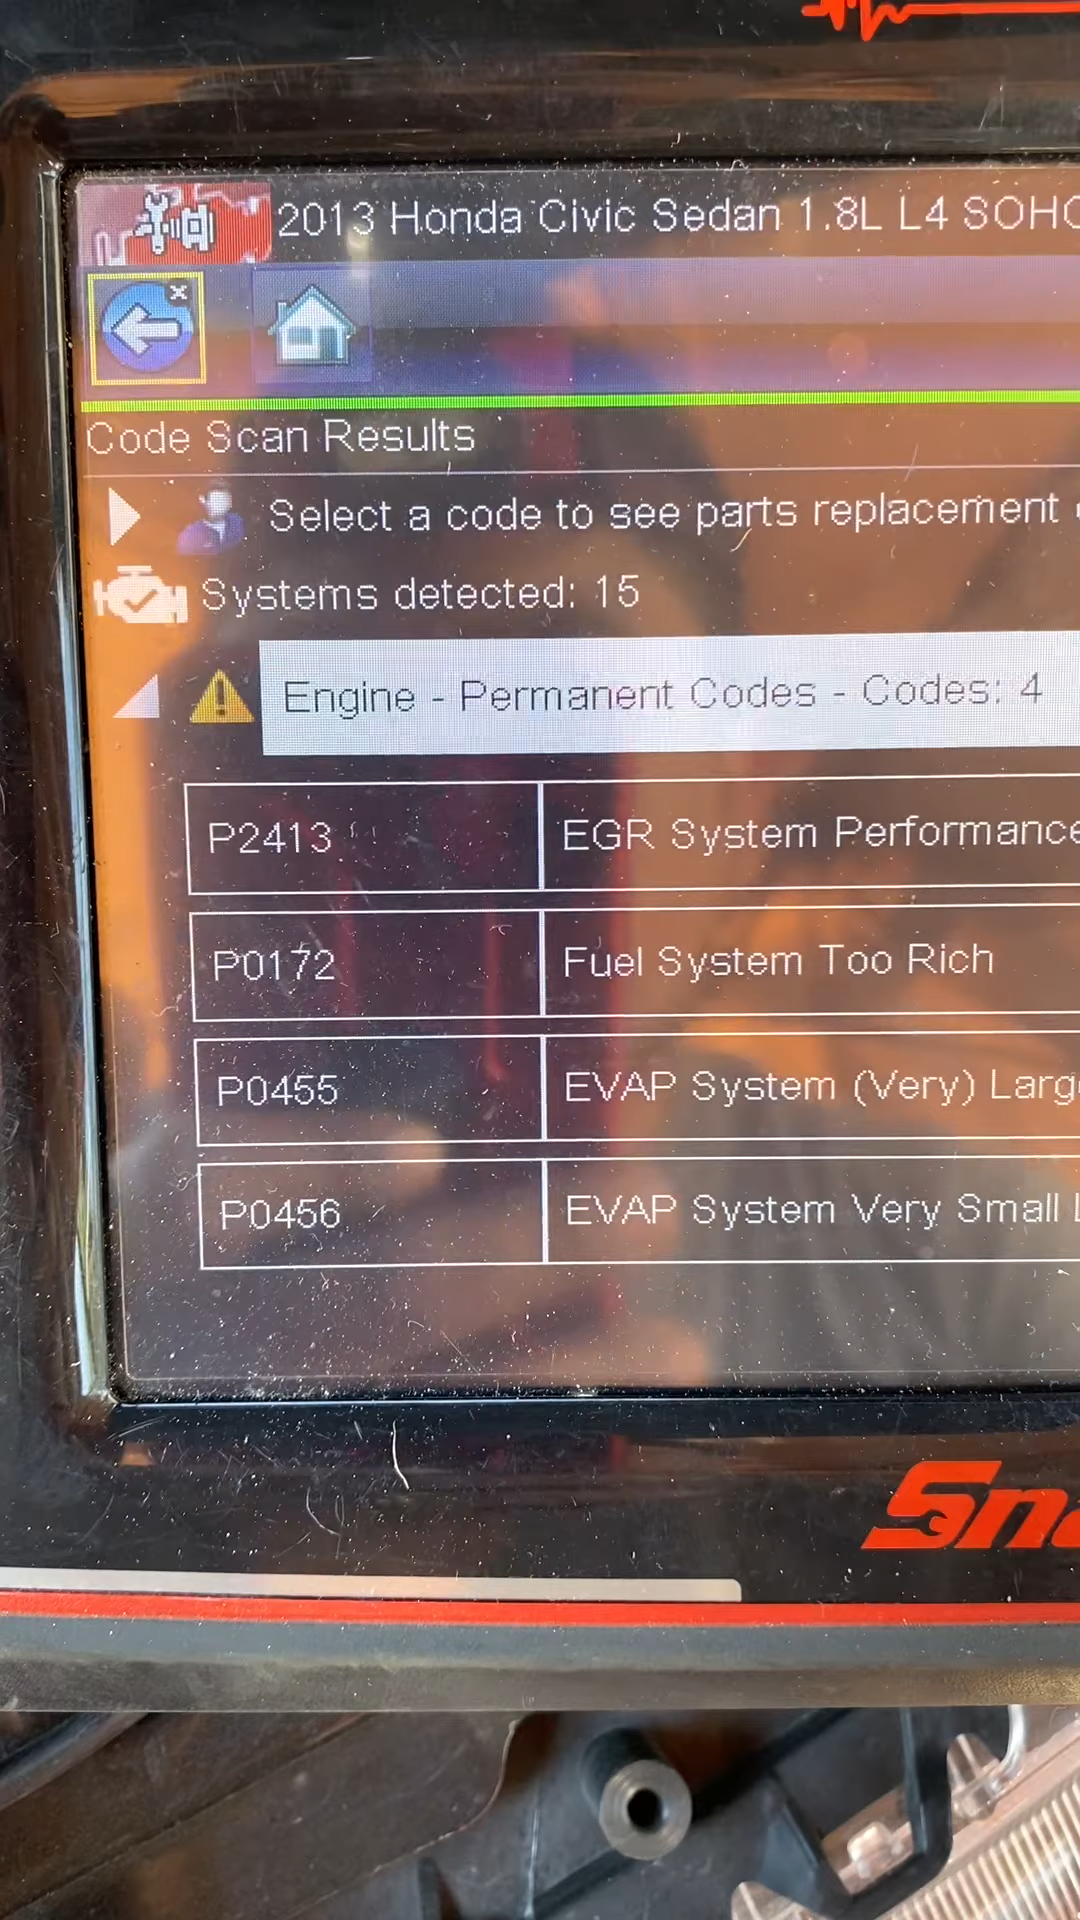 2013 Honda Civic Sedan 1.8L L4 SOHC
Code Scan Results
Select a code to see parts replacement
Systems detected: 15
Engine - Permanent Codes - Codes: 4
P2413 EGR System Performance
P0172 Fuel System Too Rich
P0455 EVAP System (Very) Larg
P0456 EVAP System Very Small
Sna